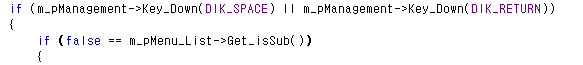 if (m_pManagement->Key_Down(DIK_SPACE) || m_pManagement->Key_Down(DIK_RETURN))
{
if (false == m_pMenu_List->Get_isSub())
{